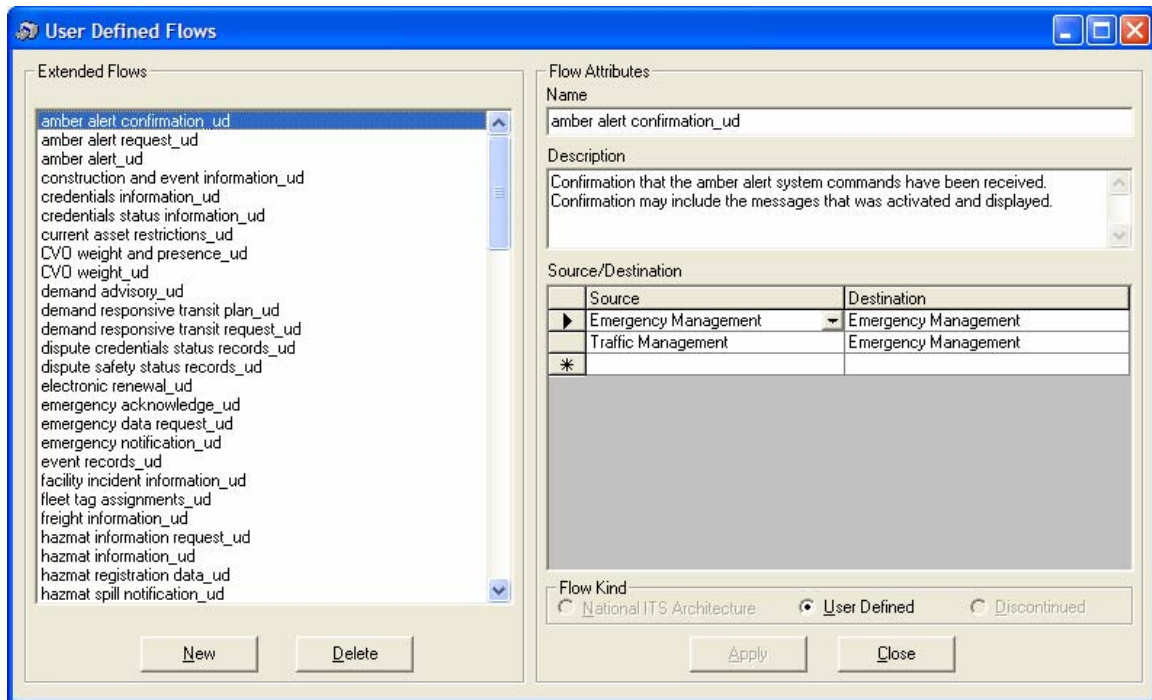 User Defined Flows
Extended Flows
amber alert confirmation_ud
amber alert request_ud
amber alert_ud
construction and event information_ud
credentials information_ud
credentials status information_ud
current asset restrictions_ud
CVO weight and presence_ud
CVO weight_ud
demand advisory_ud
demand responsive transit plan_ud
demand responsive transit request_ud
dispute credentials status records_ud
dispute safety status records_ud
electronic renewal_ud
emergency acknowledge_ud
emergency data request_ud
emergency notification_ud
event records_ud
facility incident information_ud
fleet tag assignments_ud
freight information_ud
hazmat information request_ud
hazmat information_ud
hazmat registration data_ud
hazmat spill notification_ud
New Delete
Flow Attributes
Name
amber alert confirmation_ud
Description
Confirmation that the amber alert system commands have been received.
Confirmation may include the messages that was activated and displayed.
Source/Destination
Source Destination
Emergency Management Emergency Management
Traffic Management Emergency Management
Flow Kind
National ITS Architecture User Defined Discontinued
Apply Close